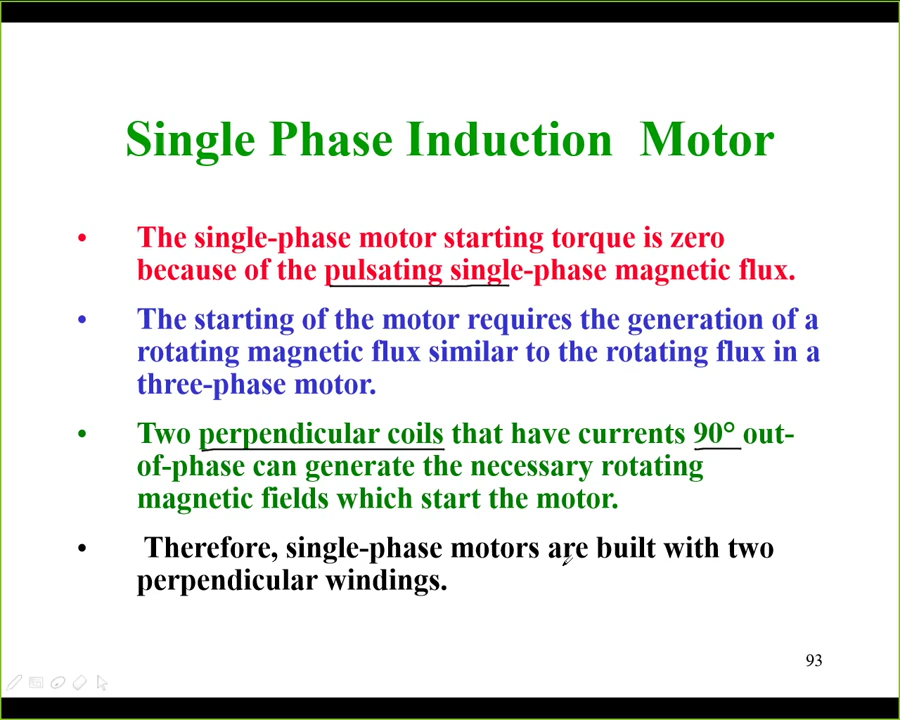 Single Phase Induction Motor
• The single-phase motor starting torque is zero
because of the pulsating single-phase magnetic flux.
• The starting of the motor requires the generation of a
rotating magnetic flux similar to the rotating flux in a
three-phase motor.
• Two perpendicular coils that have currents 90° out-
of-phase can generate the necessary rotating
magnetic fields which start the motor.
• Therefore, single-phase motors are built with two
perpendicular windings.
93